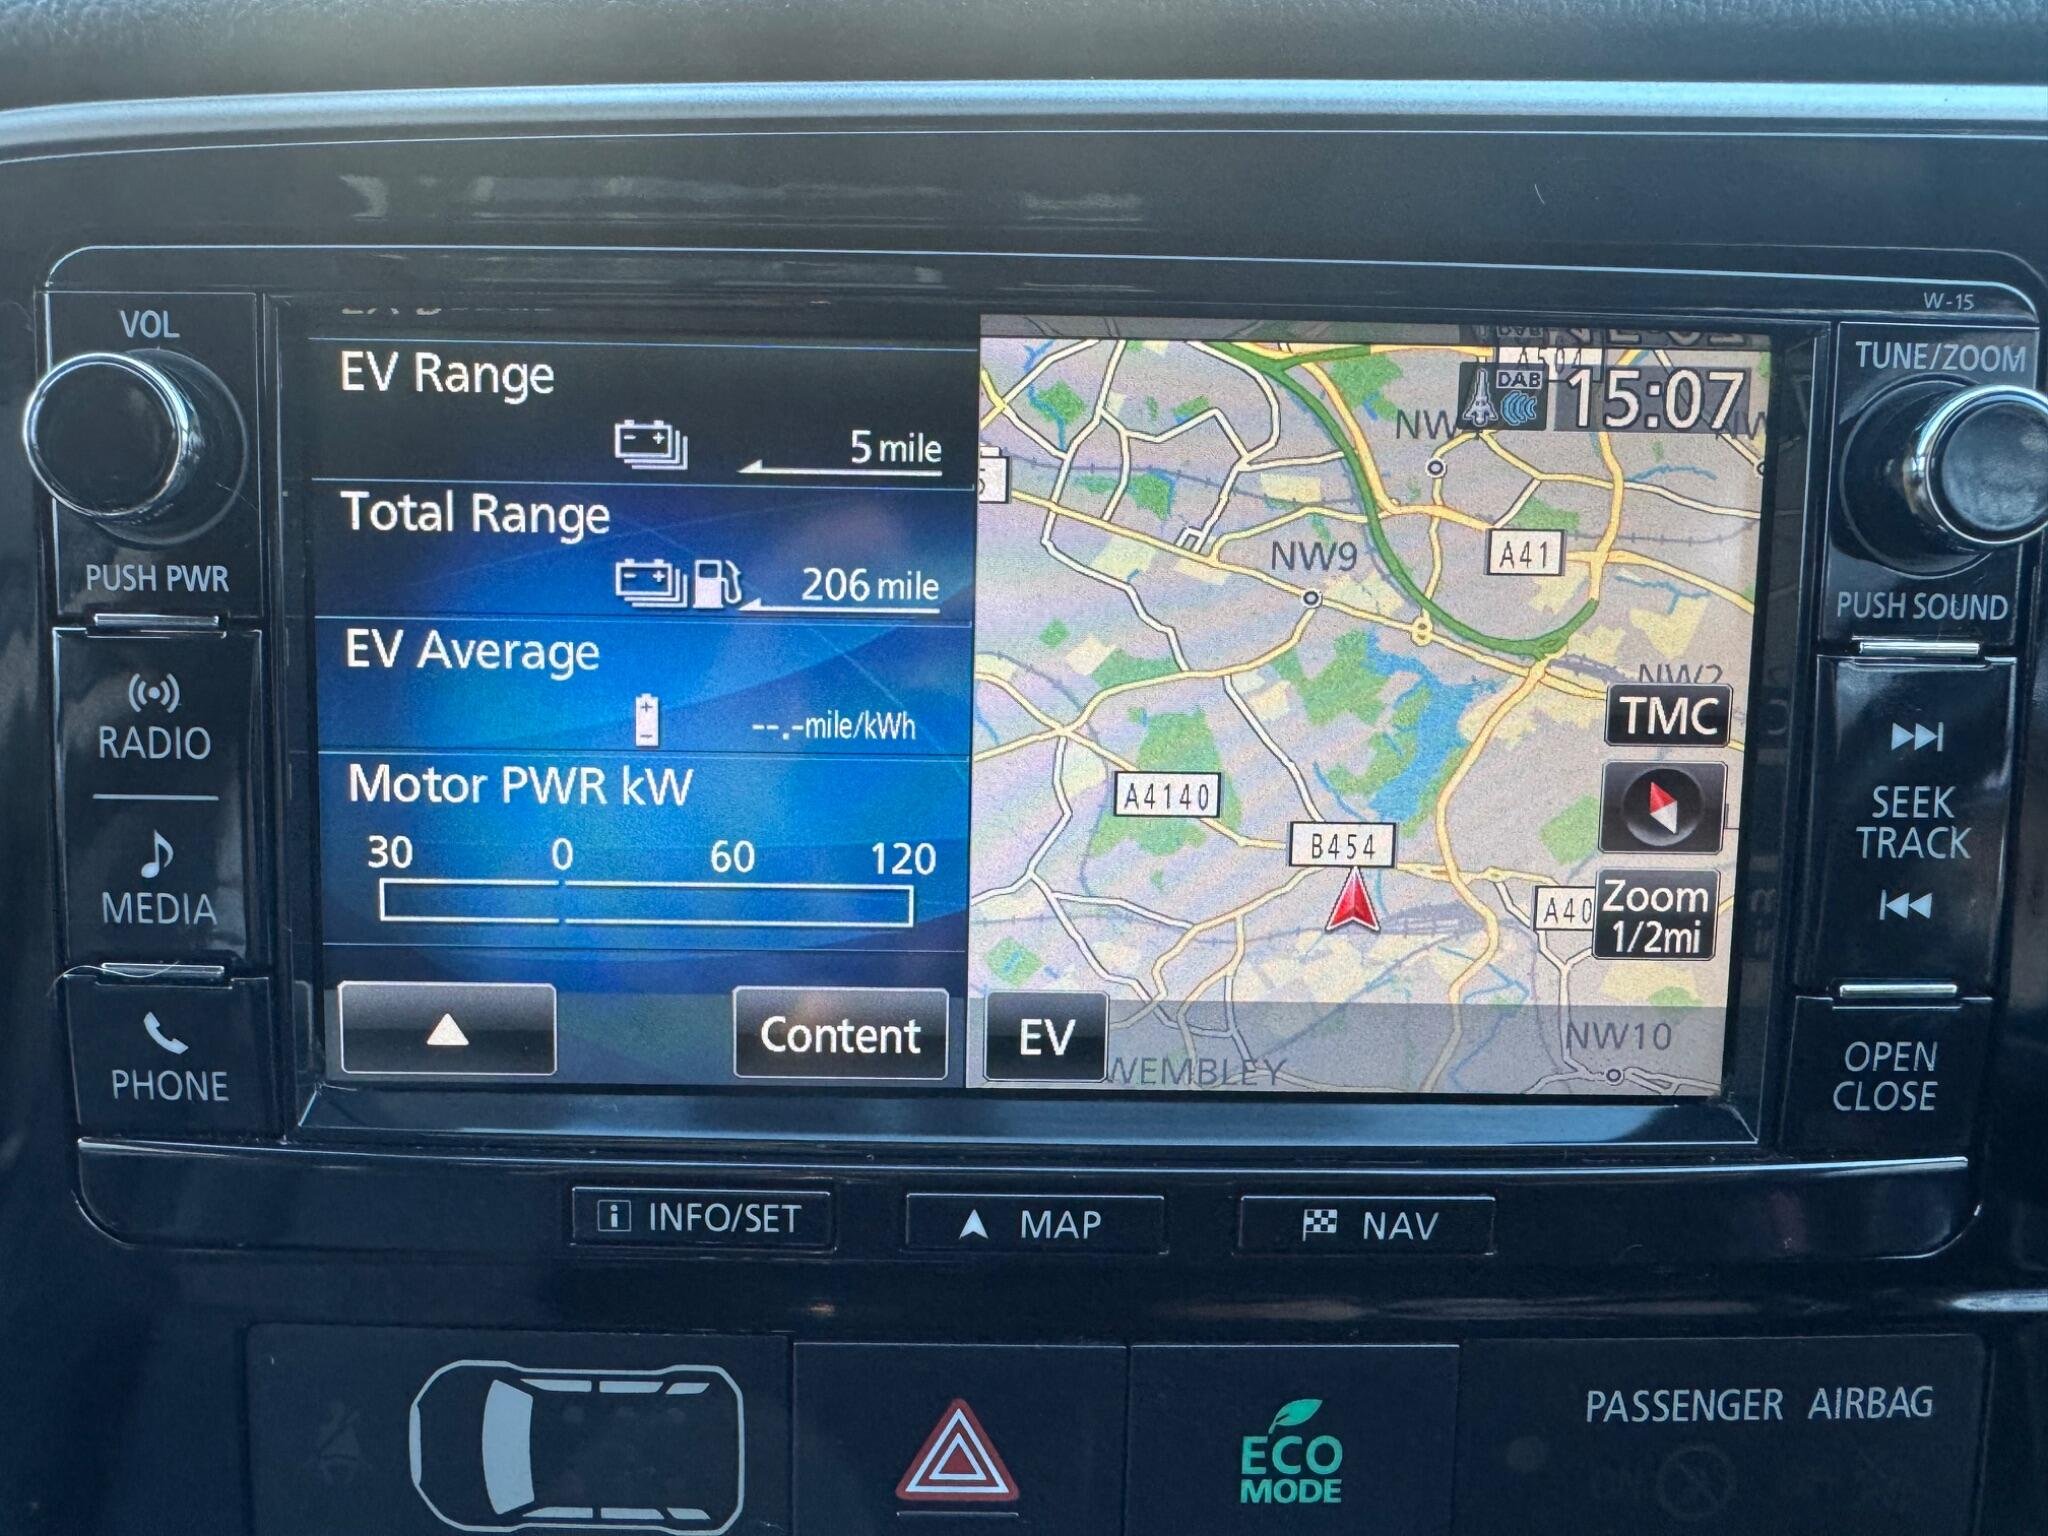 W-15
VOL
PUSH PWR
RADIO
MEDIA
PHONE
EV Range
5 mile
Total Range
206 mile
EV Average
--.-mile/kWh
Motor PWR kW
30 0 60 120
Content
DAB
15:07
A504
NW9
A41
NW2
TMC
A4140
B454
A40
Zoom
1/2mi
EV
WEMBLEY
NW10
TUNE/ZOOM
PUSH SOUND
SEEK
TRACK
OPEN
CLOSE
INFO/SET
MAP
NAV
ECO
MODE
PASSENGER AIRBAG